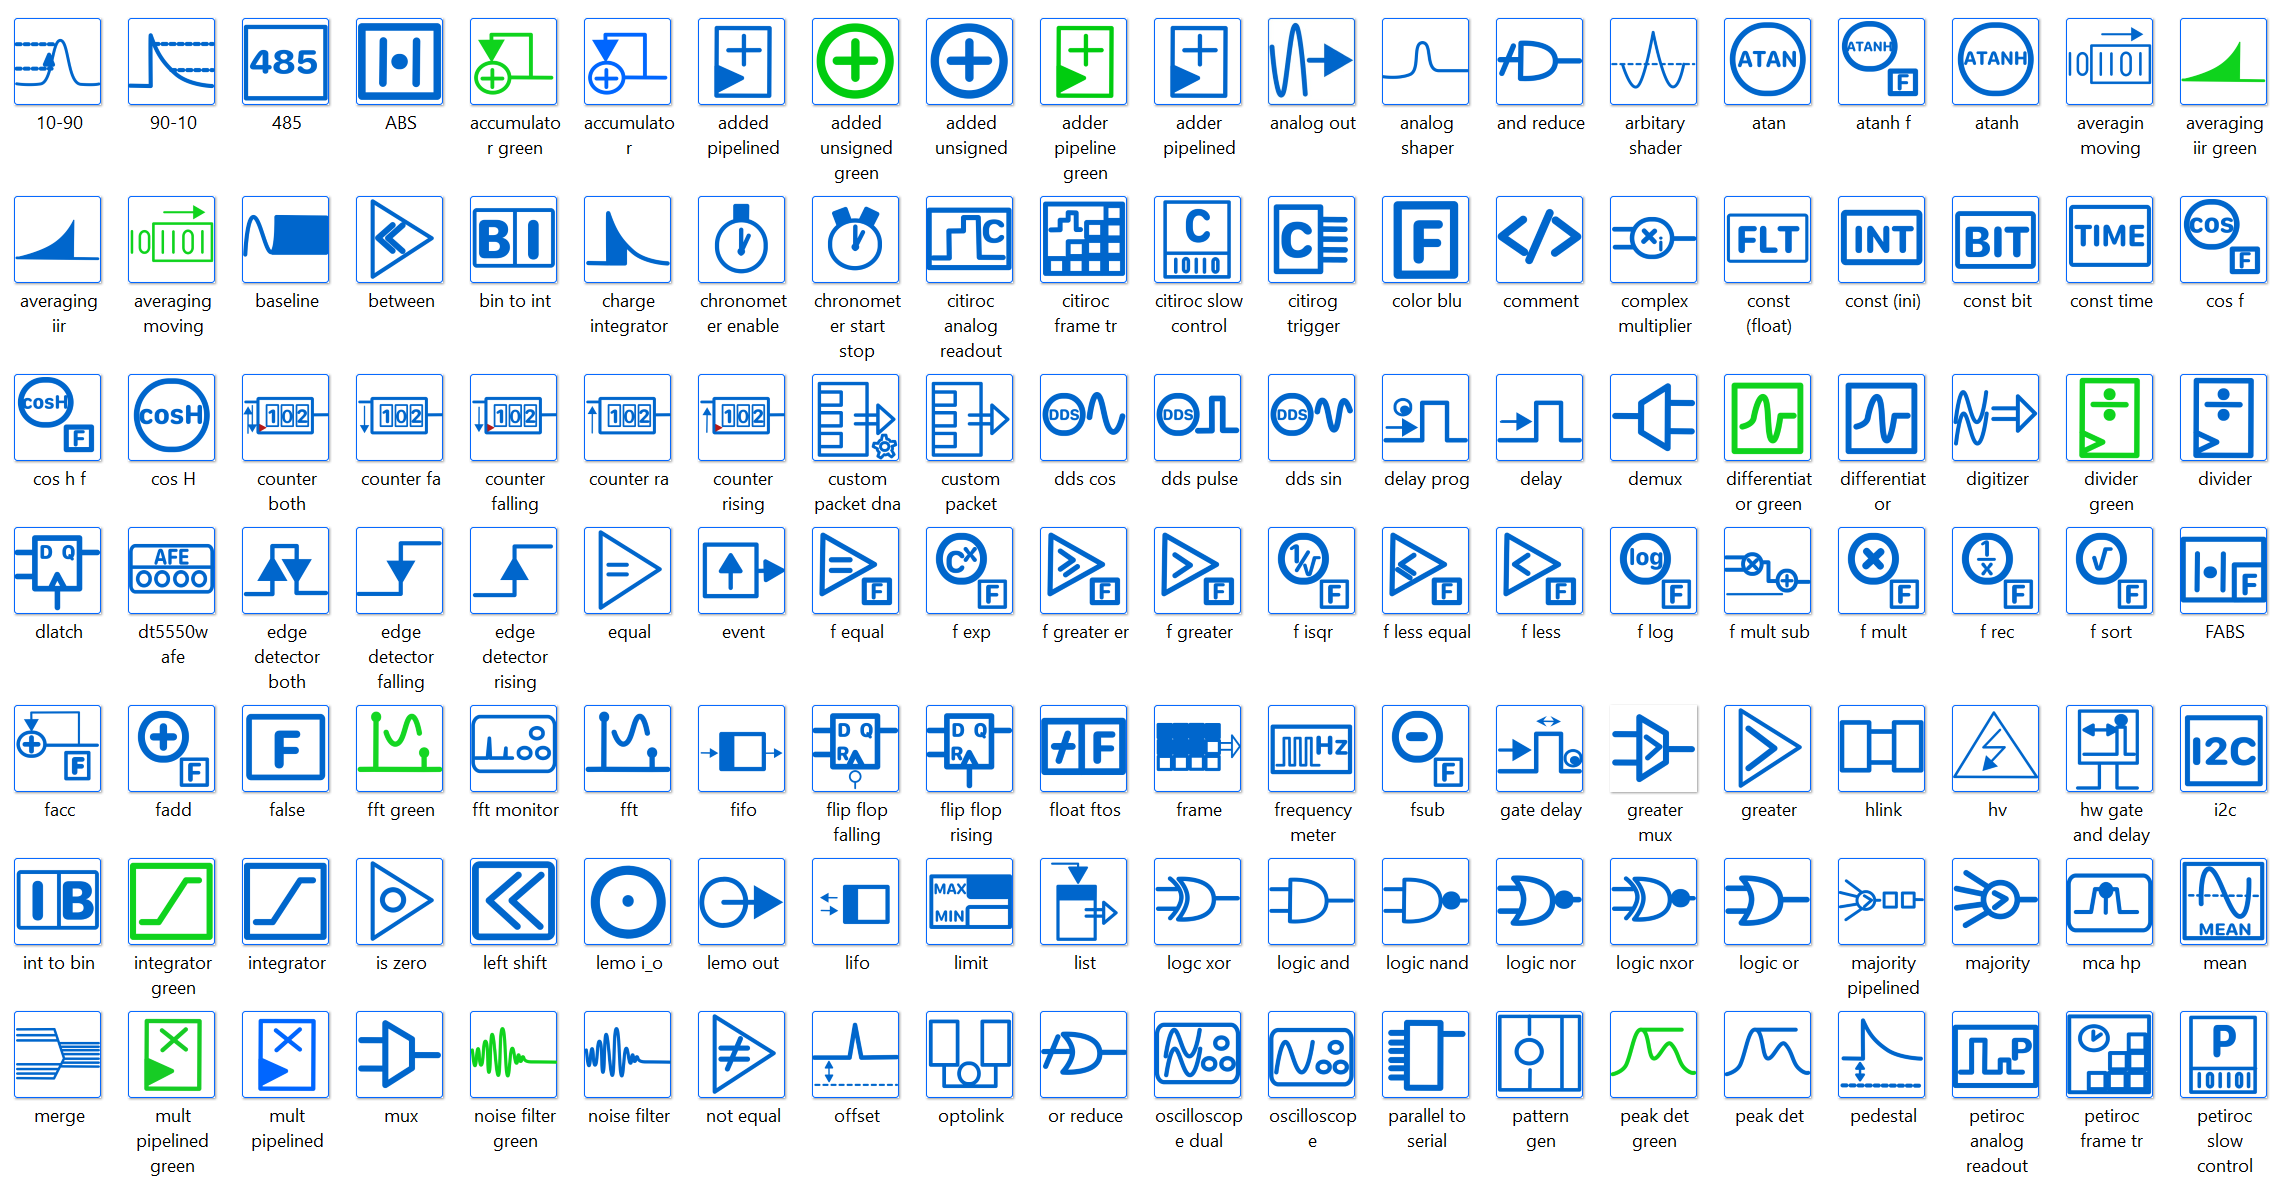 10-90
90-10
485
485
ABS
accumulato
r green
accumulato
r
added
pipelined
added
unsigned
green
added
unsigned
adder
pipeline
green
adder
pipelined
analog out
analog
shaper
and reduce
arbitary
shader
ATAN
atan
ATANH
F
atanh f
ATANH
atanh
101101
averagin
moving
averaging
iir green
averaging
iir
101101
averaging
moving
baseline
between
B I
bin to int
charge
integrator
chronomet
er enable
chronomet
er start
stop
C
citiroc
analog
readout
citiroc
frame tr
C
10110
citiroc slow
control
C
citirog
trigger
F
color blu
</>
comment
xi
complex
multiplier
FLT
const
(float)
INT
const (ini)
BIT
const bit
TIME
const time
cos
F
cos f
cosH
F
cos h f
cosH
cos H
102
counter
both
102
counter fa
102
counter
falling
102
counter ra
102
counter
rising
custom
packet dna
custom
packet
DDS
dds cos
DDS
dds pulse
DDS
dds sin
delay prog
delay
demux
differentiat
or green
differentiat
or
digitizer
divider
green
divider
D Q
dlatch
AFE
dt5550w
afe
edge
detector
both
edge
detector
falling
edge
detector
rising
=
equal
event
=
F
f equal
Cx
F
f exp
F
f greater er
F
f greater
1/√
F
f isqr
F
f less equal
F
f less
log
F
f log
f mult sub
F
f mult
1
x
F
f rec
√
F
f sort
F
FABS
F
facc
F
fadd
F
false
fft green
fft monitor
fft
fifo
D Q
R
flip flop
falling
D Q
R
flip flop
rising
F
float ftos
frame
Hz
frequency
meter
F
fsub
gate delay
greater
mux
greater
hlink
hv
hw gate
and delay
I2C
i2c
I B
int to bin
integrator
green
integrator
is zero
left shift
lemo i_o
lemo out
lifo
MAX
MIN
limit
list
logc xor
logic and
logic nand
logic nor
logic nxor
logic or
majority
pipelined
majority
mca hp
MEAN
mean
merge
mult
pipelined
green
mult
pipelined
mux
noise filter
green
noise filter
≠
not equal
offset
optolink
or reduce
oscilloscop
e dual
oscilloscop
e
parallel to
serial
pattern
gen
peak det
green
peak det
pedestal
P
petiroc
analog
readout
petiroc
frame tr
P
101101
petiroc
slow
control